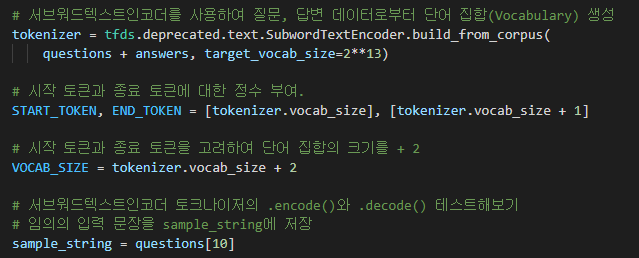 # 서브워드텍스트인코더를 사용하여 질문, 답변 데이터로부터 단어 집합(Vocabulary) 생성
tokenizer = tfds.deprecated.text.SubwordTextEncoder.build_from_corpus(
    questions + answers, target_vocab_size=2**13)
# 시작 토큰과 종료 토큰에 대한 정수 부여.
START_TOKEN, END_TOKEN = [tokenizer.vocab_size], [tokenizer.vocab_size + 1]
# 시작 토큰과 종료 토큰을 고려하여 단어 집합의 크기를 + 2
VOCAB_SIZE = tokenizer.vocab_size + 2
# 서브워드텍스트인코더 토크나이저의 .encode()와 .decode() 테스트해보기
# 임의의 입력 문장을 sample_string에 저장
sample_string = questions[10]